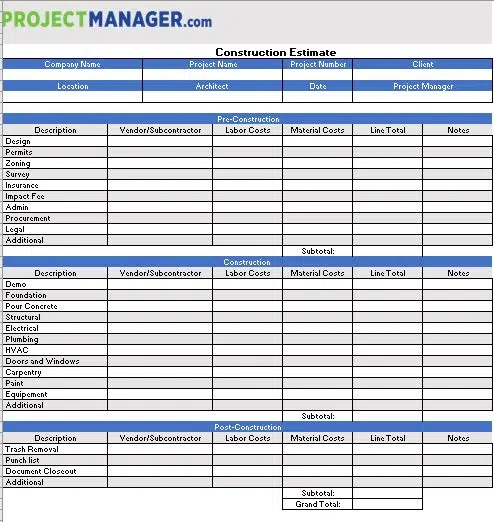 PROJECTMANAGER.com
Construction Estimate
Company Name Project Name Project Number Client
Location Architect Date Project Manager
Pre-Construction
Description Vendor/Subcontractor Labor Costs Material Costs Line Total Notes
Design
Permits
Zoning
Survey
Insurance
Impact Fee
Admin
Procurement
Legal
Additional
Subtotal:
Construction
Description Vendor/Subcontractor Labor Costs Material Costs Line Total Notes
Demo
Foundation
Pour Concrete
Structural
Electrical
Plumbing
HVAC
Doors and Windows
Carpentry
Paint
Equipement
Additional
Subtotal:
Post-Construction
Description Vendor/Subcontractor Labor Costs Material Costs Line Total Notes
Trash Removal
Punch list
Document Closeout
Additional
Subtotal:
Grand Total: